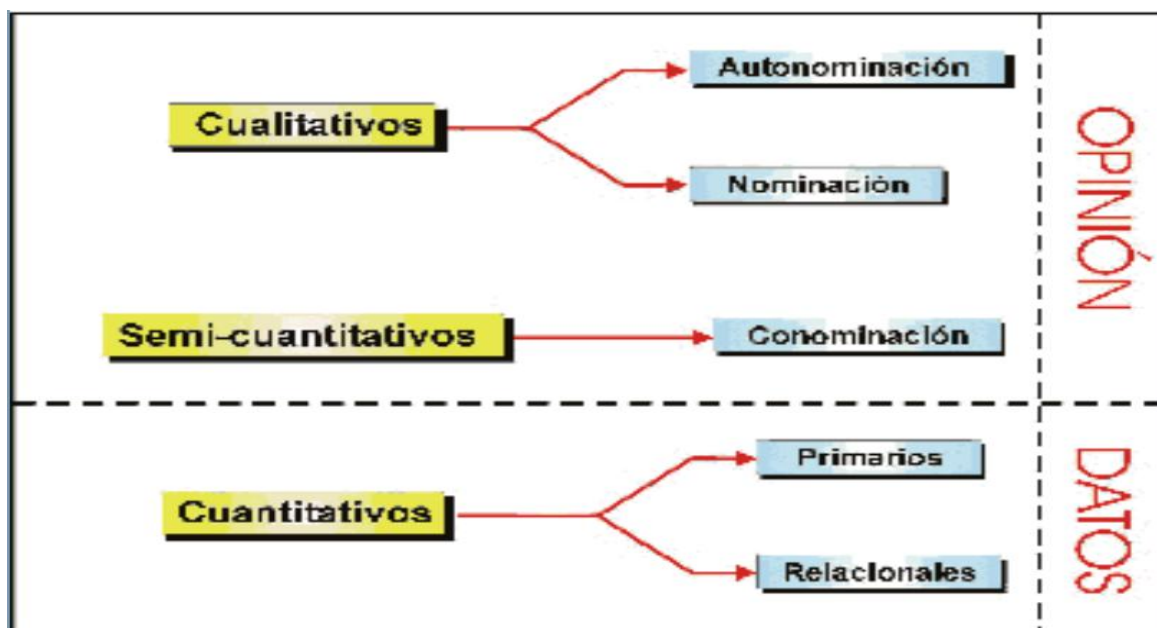 Autonominación
Cualitativos
Nominación
OPINIÓN
Semi-cuantitativos
Conominación
Primarios
Cuantitativos
DATOS
Relacionales